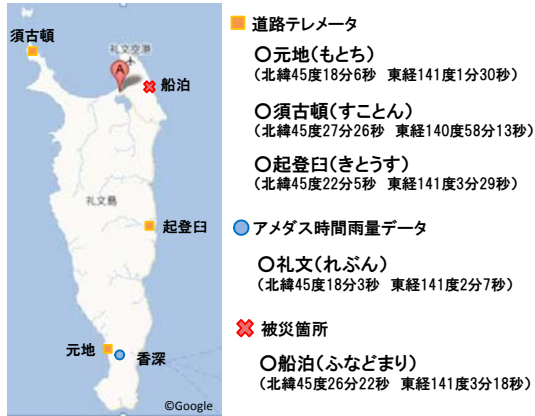 須古頓
礼文空港
A
船泊
礼文島
起登臼
元地
香深
©Google
道路テレメータ
○元地(もとち)
(北緯45度18分6秒 東経141度1分30秒)
○須古頓(すことん)
(北緯45度27分26秒 東経140度58分13秒)
○起登臼(きとうす)
(北緯45度22分5秒 東経141度3分29秒)
アメダス時間雨量データ
○礼文(れぶん)
(北緯45度18分3秒 東経141度2分7秒)
被災箇所
○船泊(ふなどまり)
(北緯45度26分22秒 東経141度3分18秒)